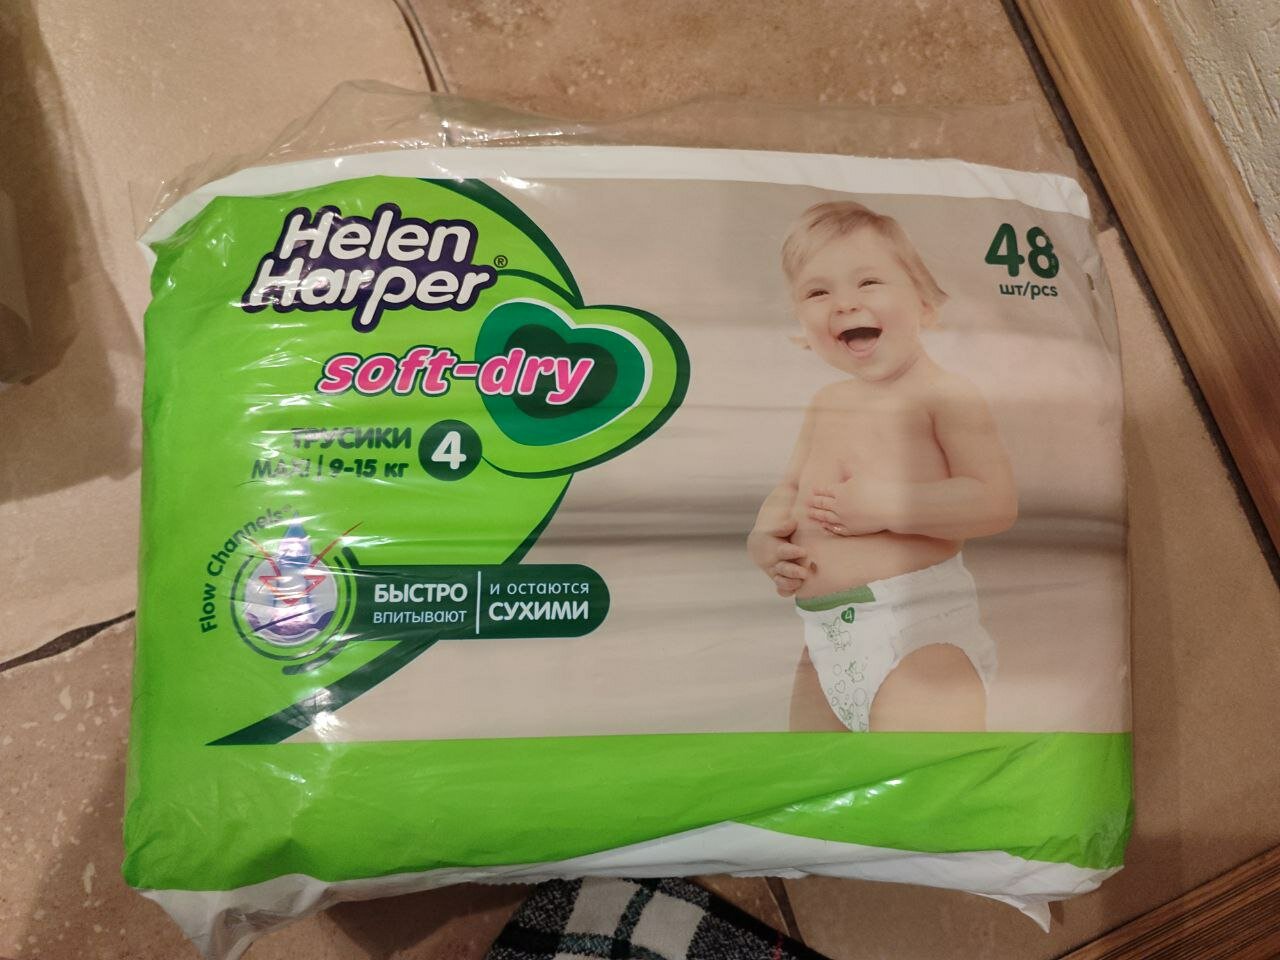 Helen
Harper®
soft-dry
ТРУСИКИ
MAXI | 9-15 кг
4
Flow Channels
БЫСТРО
ВПИТЫВАЮТ
И ОСТАЮТСЯ
СУХИМИ
48
шт/pcs
4